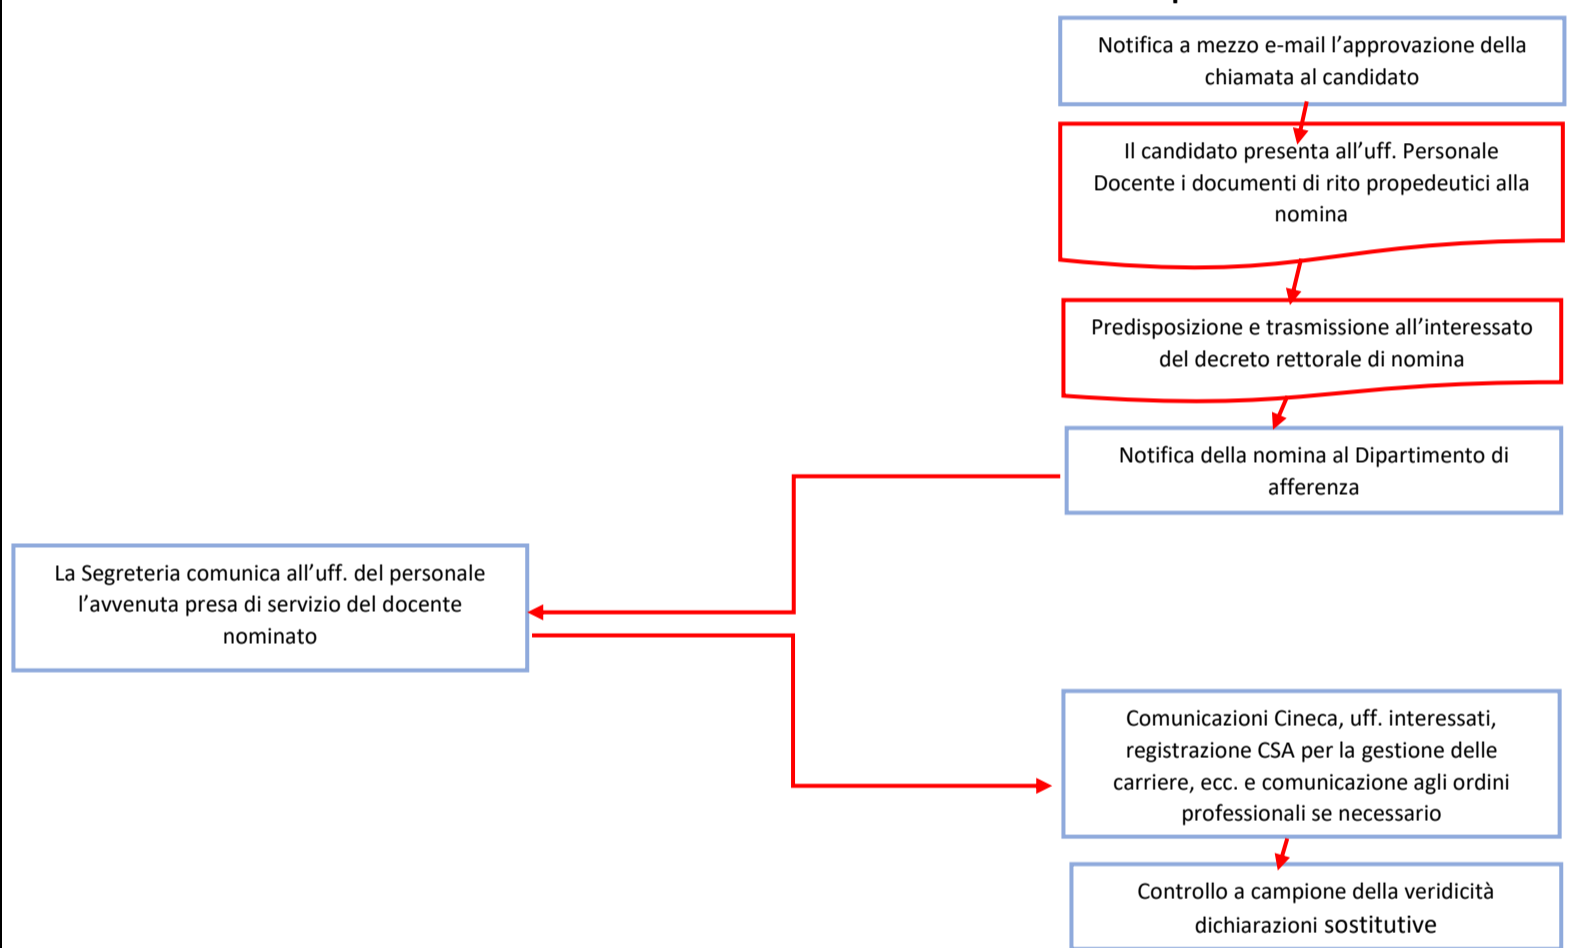 Notifica a mezzo e-mail l’approvazione della
chiamata al candidato
Il candidato presenta all’uff. Personale
Docente i documenti di rito propedeutici alla
nomina
Predisposizione e trasmissione all’interessato
del decreto rettorale di nomina
Notifica della nomina al Dipartimento di
afferenza
La Segreteria comunica all’uff. del personale
l’avvenuta presa di servizio del docente
nominato
Comunicazioni Cineca, uff. interessati,
registrazione CSA per la gestione delle
carriere, ecc. e comunicazione agli ordini
professionali se necessario
Controllo a campione della veridicità
dichiarazioni sostitutive